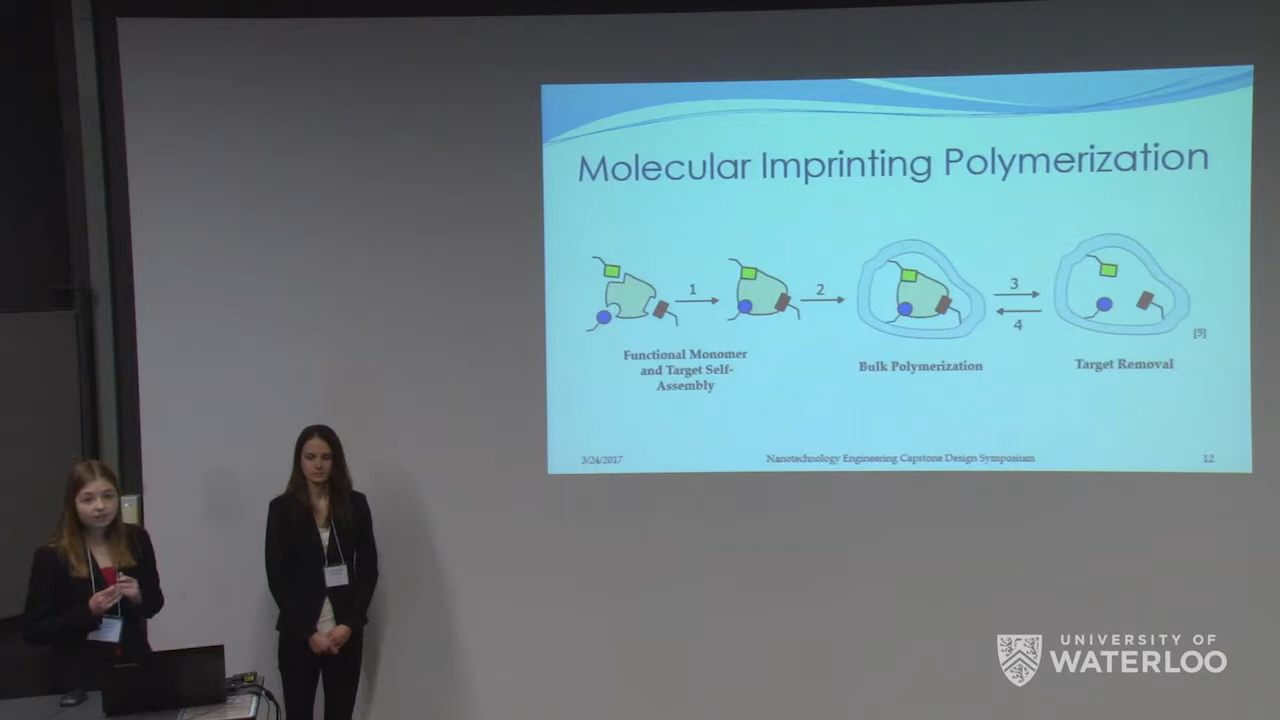 Molecular Imprinting Polymerization
1
2
3
4
[5]
Functional Monomer
and Target Self-
Assembly
Bulk Polymerization
Target Removal
3/24/2017
Nanotechnology Engineering Capstone Design Symposium
12
UNIVERSITY OF
WATERLOO